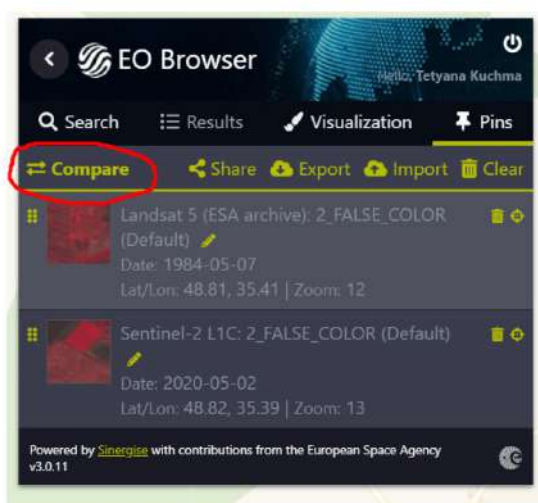 EO Browser
Hello, Tetyana Kuchma
Search Results Visualization Pins
Compare Share Export Import Clear
Landsat 5 (ESA archive): 2_FALSE_COLOR
(Default)
Date: 1984-05-07
Lat/Lon: 48.81, 35.41 | Zoom: 12
Sentinel-2 L1C: 2_FALSE_COLOR (Default)
Date: 2020-05-02
Lat/Lon: 48.82, 35.39 | Zoom: 13
Powered by Sinergise with contributions from the European Space Agency
v3.0.11